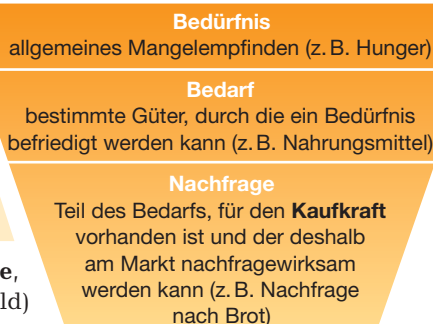 Bedürfnis
allgemeines Mangelempfinden (z. B. Hunger)
Bedarf
bestimmte Güter, durch die ein Bedürfnis
befriedigt werden kann (z. B. Nahrungsmittel)
Nachfrage
Teil des Bedarfs, für den Kaufkraft
vorhanden ist und der deshalb
am Markt nachfragewirksam
werden kann (z. B. Nachfrage
nach Brot)
e,
ld)